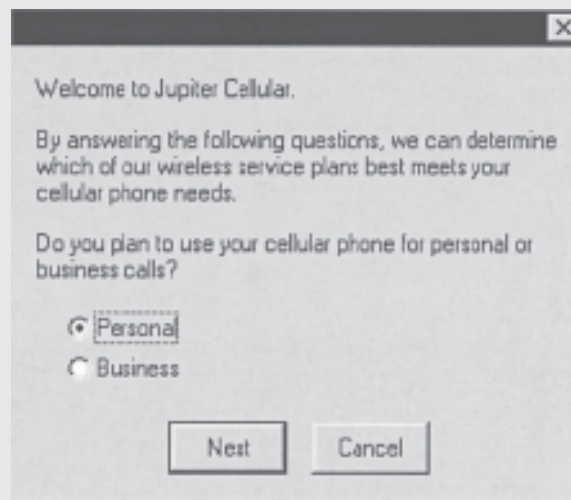 Welcome to Jupiter Cellular.
By answering the following questions, we can determine
which of our wireless service plans best meets your
cellular phone needs.
Do you plan to use your cellular phone for personal or
business calls?
Personal
Business
Next
Cancel